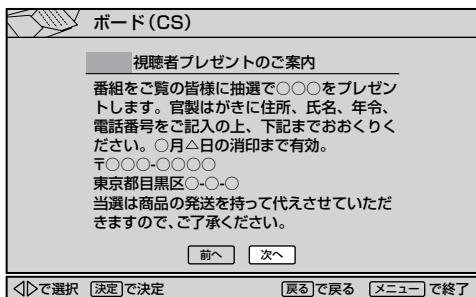 ボード（CS）
視聴者プレゼントのご案内
番組をご覧の皆様に抽選で○○○をプレゼン
トします。官製はがきに住所、氏名、年令、
電話番号をご記入の上、下記までおおくりく
ださい。○月△日の消印まで有効。
〒○○○-○○○○
東京都目黒区○-○-○
当選は商品の発送を持って代えさせていただ
きますので、ご了承ください。
前へ 次へ
◁▷で選択 決定で決定 戻るで戻る メニューで終了